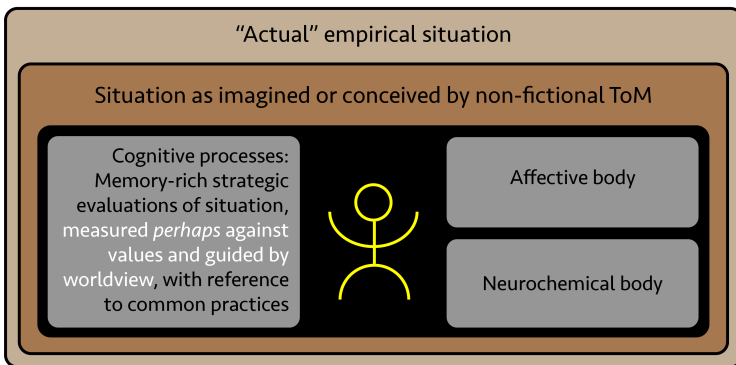 “Actual” empirical situation
Situation as imagined or conceived by non-fictional ToM
Cognitive processes:
Memory-rich strategic
evaluations of situation,
measured perhaps against
values and guided by
worldview, with reference
to common practices
Affective body
Neurochemical body